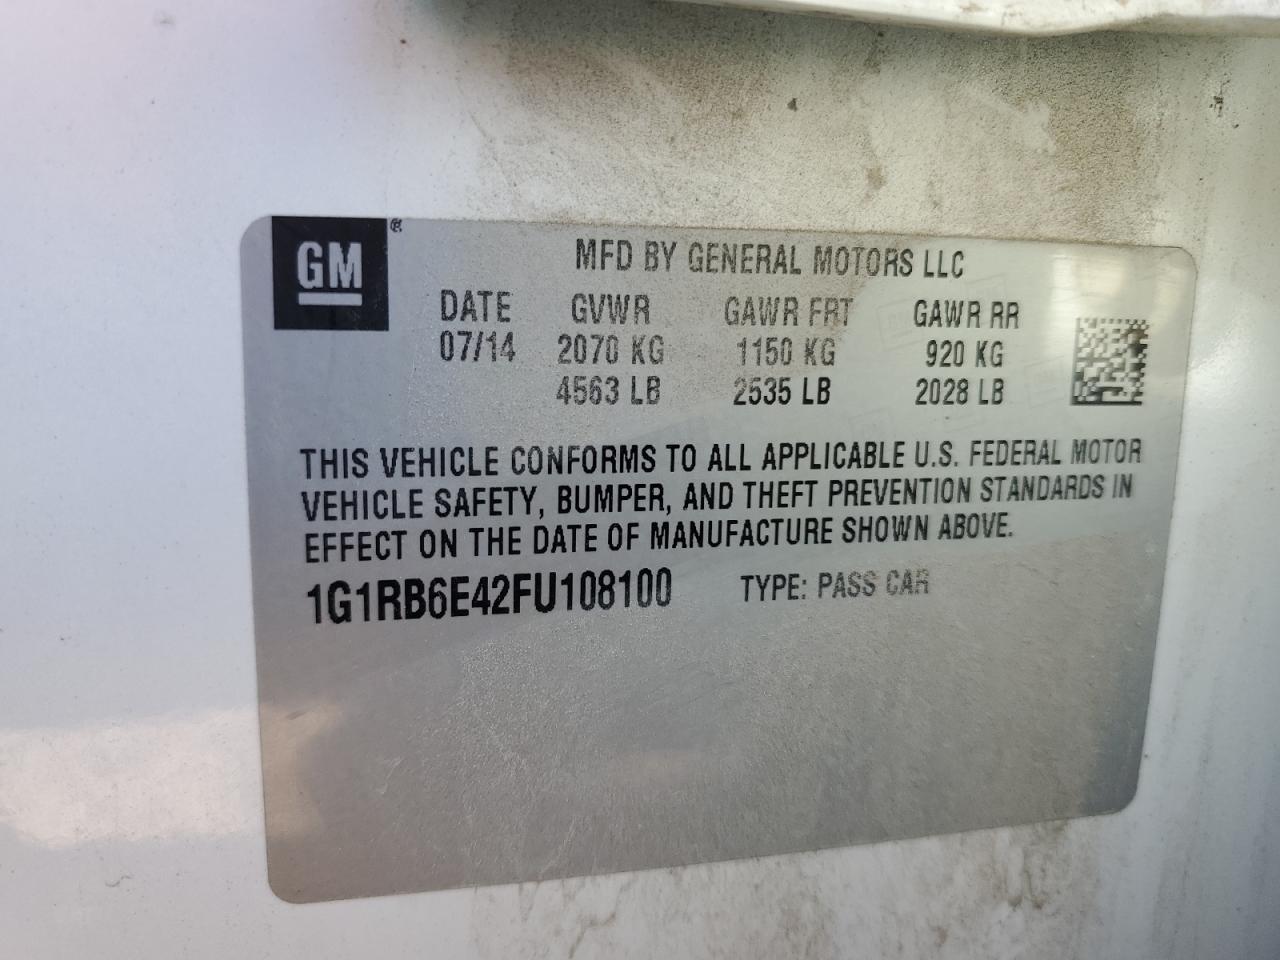 GM®
MFD BY GENERAL MOTORS LLC
DATE GVWR GAWR FRT GAWR RR
07/14 2070 KG 1150 KG 920 KG
4563 LB 2535 LB 2028 LB
THIS VEHICLE CONFORMS TO ALL APPLICABLE U.S. FEDERAL MOTOR
VEHICLE SAFETY, BUMPER, AND THEFT PREVENTION STANDARDS IN
EFFECT ON THE DATE OF MANUFACTURE SHOWN ABOVE.
1G1RB6E42FU108100 TYPE: PASS CAR